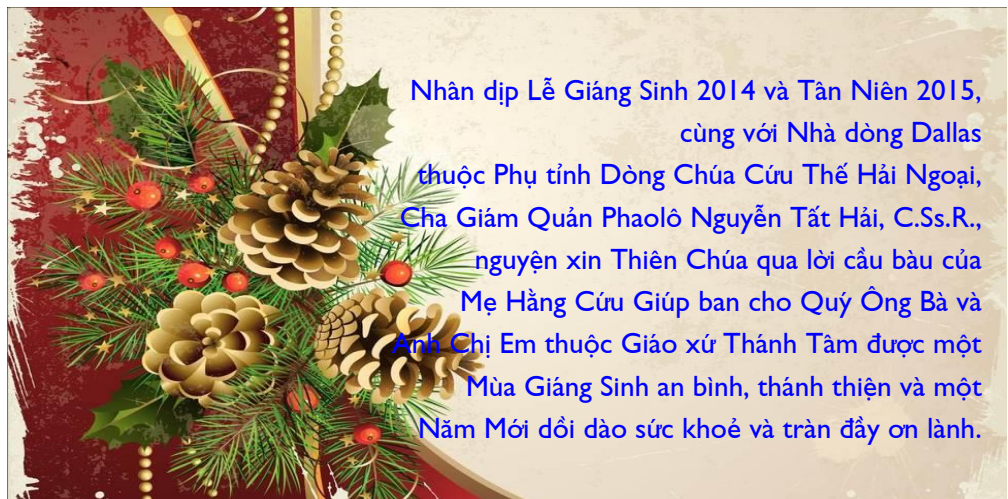 Nhân dịp Lễ Giáng Sinh 2014 và Tân Niên 2015,
cùng với Nhà dòng Dallas
thuộc Phụ tỉnh Dòng Chúa Cứu Thế Hải Ngoại,
Cha Giám Quản Phaolô Nguyễn Tất Hải, C.Ss.R.,
nguyện xin Thiên Chúa qua lời cầu bàu của
Mẹ Hằng Cứu Giúp ban cho Quý Ông Bà và
Anh Chị Em thuộc Giáo xứ Thánh Tâm được một
Mùa Giáng Sinh an bình, thánh thiện và một
Năm Mới dồi dào sức khoẻ và tràn đầy ơn lành.